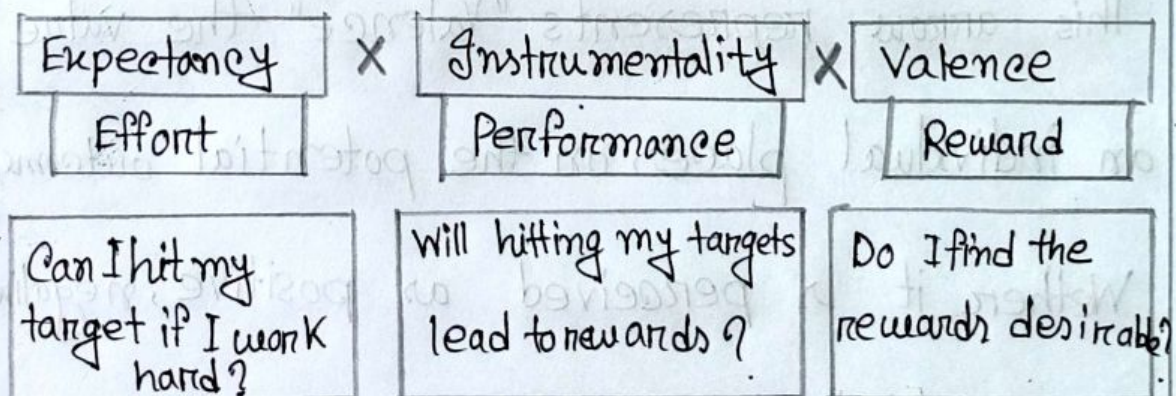 Expectancy X Instrumentality X Valence
Effort Performance Reward
Can I hit my
target if I work
hard?
Will hitting my targets
lead to rewards?
Do I find the
rewards desirable?